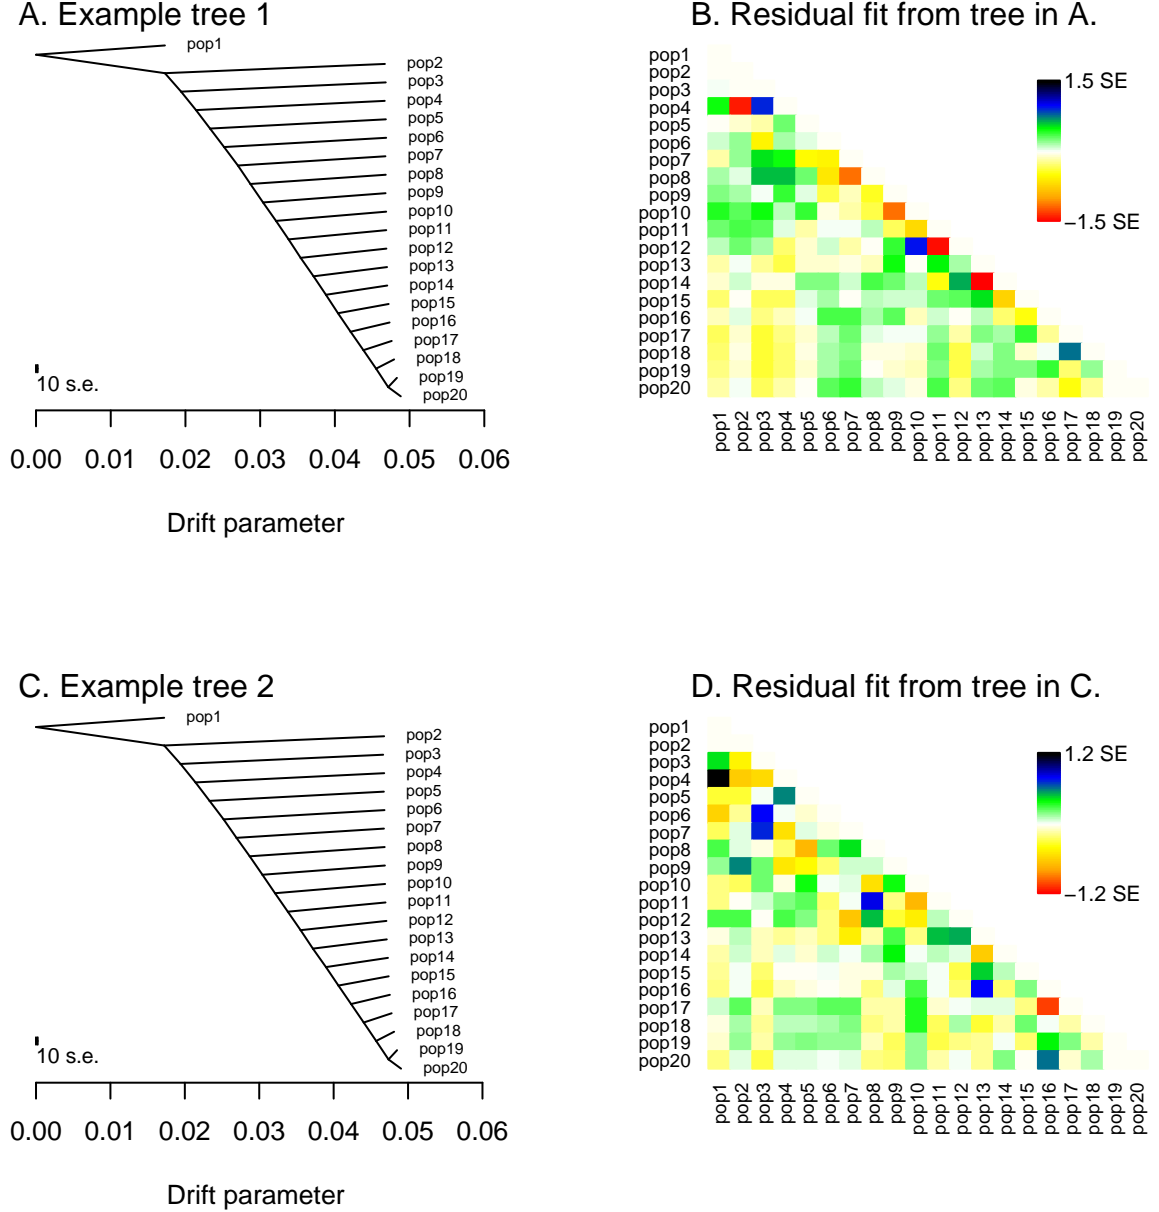 A. Example tree 1
pop1
pop2
pop3
pop4
pop5
pop6
pop7
pop8
pop9
pop10
pop11
pop12
pop13
pop14
pop15
pop16
pop17
pop18
pop19
pop20
10 s.e.
0.00 0.01 0.02 0.03 0.04 0.05 0.06
Drift parameter
B. Residual fit from tree in A.
pop1
pop2
pop3
pop4
pop5
pop6
pop7
pop8
pop9
pop10
pop11
pop12
pop13
pop14
pop15
pop16
pop17
pop18
pop19
pop20
1.5 SE
−1.5 SE
pop1 pop2 pop3 pop4 pop5 pop6 pop7 pop8 pop9 pop10 pop11 pop12 pop13 pop14 pop15 pop16 pop17 pop18 pop19 pop20
C. Example tree 2
pop1
pop2
pop3
pop4
pop5
pop6
pop7
pop8
pop9
pop10
pop11
pop12
pop13
pop14
pop15
pop16
pop17
pop18
pop19
pop20
10 s.e.
0.00 0.01 0.02 0.03 0.04 0.05 0.06
Drift parameter
D. Residual fit from tree in C.
pop1
pop2
pop3
pop4
pop5
pop6
pop7
pop8
pop9
pop10
pop11
pop12
pop13
pop14
pop15
pop16
pop17
pop18
pop19
pop20
1.2 SE
−1.2 SE
pop1 pop2 pop3 pop4 pop5 pop6 pop7 pop8 pop9 pop10 pop11 pop12 pop13 pop14 pop15 pop16 pop17 pop18 pop19 pop20